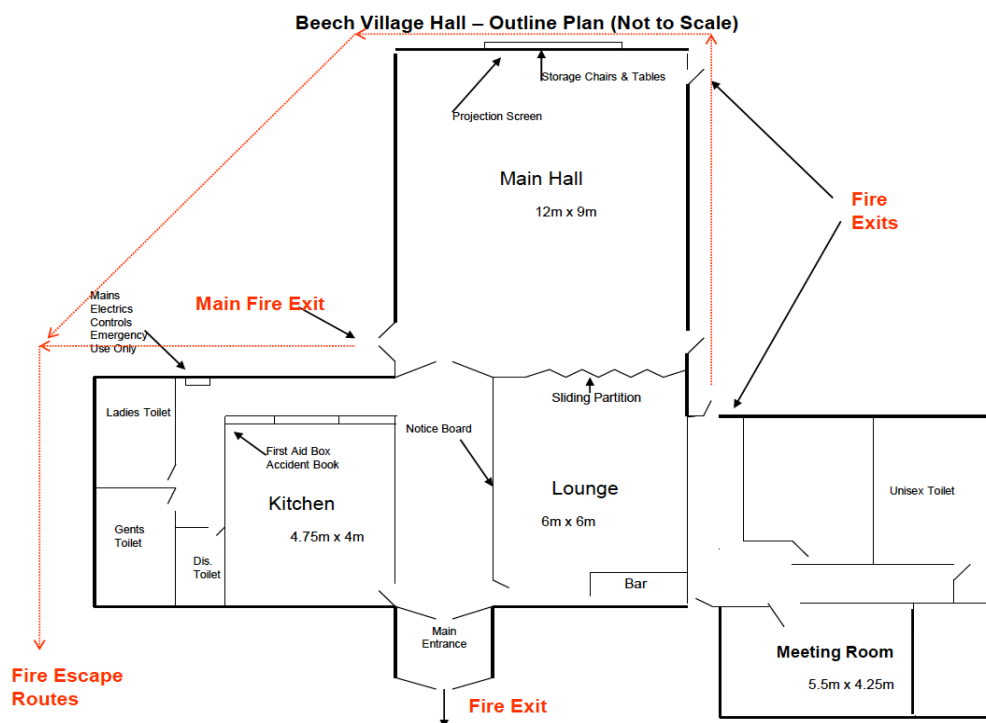 Beech Village Hall – Outline Plan (Not to Scale)
Storage Chairs & Tables
Projection Screen
Main Hall
12m x 9m
Fire
Exits
Mains
Electrics
Controls
Emergency
Use Only
Main Fire Exit
Sliding Partition
Ladies Toilet
Notice Board
First Aid Box
Accident Book
Kitchen
4.75m x 4m
Lounge
6m x 6m
Unisex Toilet
Gents
Toilet
Dis.
Toilet
Bar
Main
Entrance
Meeting Room
5.5m x 4.25m
Fire Escape
Routes
Fire Exit